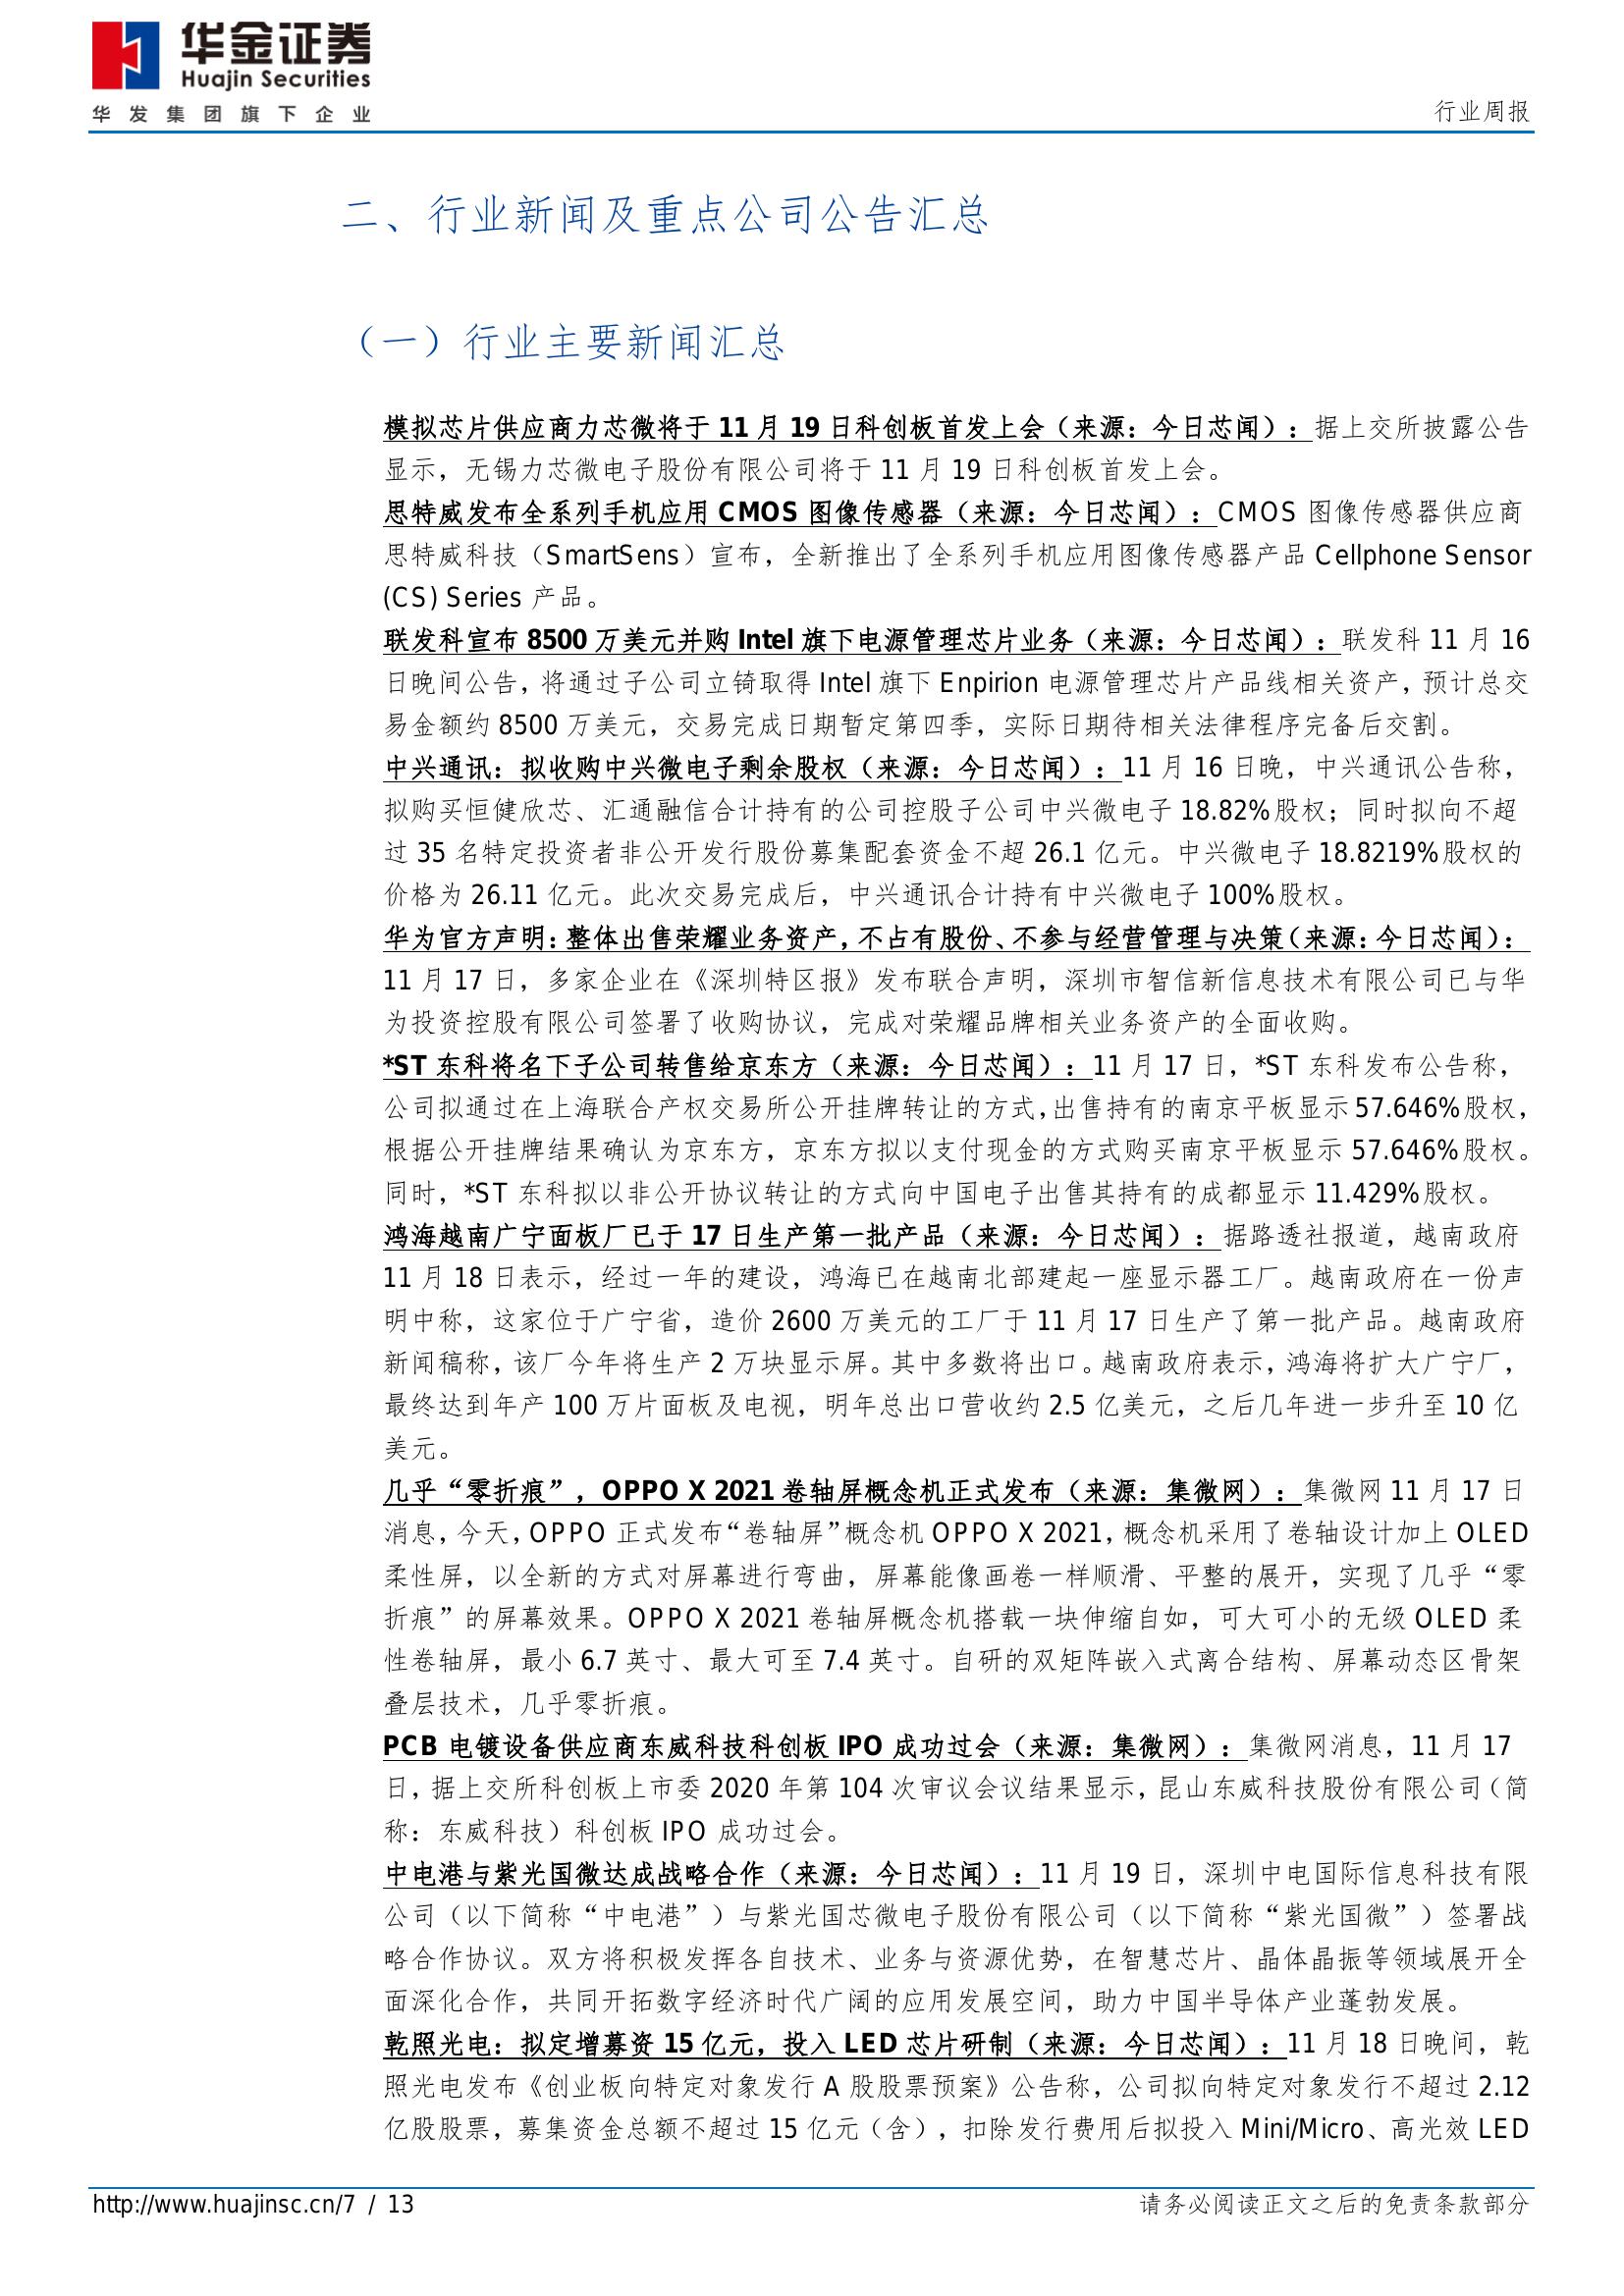 华金证券
Huajin Securities
华发集团旗下企业
行业周报
二、行业新闻及重点公司公告汇总
（一）行业主要新闻汇总
模拟芯片供应商力芯微将于 11 月 19 日科创板首发上会（来源：今日芯闻）：据上交所披露公告
显示，无锡力芯微电子股份有限公司将于 11 月 19 日科创板首发上会。
思特威发布全系列手机应用 CMOS 图像传感器（来源：今日芯闻）：CMOS 图像传感器供应商
思特威科技（SmartSens）宣布，全新推出了全系列手机应用图像传感器产品 Cellphone Sensor
(CS) Series 产品。
联发科宣布 8500 万美元并购 Intel 旗下电源管理芯片业务（来源：今日芯闻）：联发科 11 月 16
日晚间公告，将通过子公司立锜取得 Intel 旗下 Enpirion 电源管理芯片产品线相关资产，预计总交
易金额约 8500 万美元，交易完成日期暂定第四季，实际日期待相关法律程序完备后交割。
中兴通讯：拟收购中兴微电子剩余股权（来源：今日芯闻）：11 月 16 日晚，中兴通讯公告称，
拟购买恒健欣芯、汇通融信合计持有的公司控股子公司中兴微电子 18.82%股权；同时拟向不超
过 35 名特定投资者非公开发行股份募集配套资金不超 26.1 亿元。中兴微电子 18.8219%股权的
价格为 26.11 亿元。此次交易完成后，中兴通讯合计持有中兴微电子 100%股权。
华为官方声明：整体出售荣耀业务资产，不占有股份、不参与经营管理与决策（来源：今日芯闻）：
11 月 17 日，多家企业在《深圳特区报》发布联合声明，深圳市智信新信息技术有限公司已与华
为投资控股有限公司签署了收购协议，完成对荣耀品牌相关业务资产的全面收购。
*ST 东科将名下子公司转售给京东方（来源：今日芯闻）：11 月 17 日，*ST 东科发布公告称，
公司拟通过在上海联合产权交易所公开挂牌转让的方式，出售持有的南京平板显示 57.646%股权，
根据公开挂牌结果确认为京东方，京东方拟以支付现金的方式购买南京平板显示 57.646%股权。
同时，*ST 东科拟以非公开协议转让的方式向中国电子出售其持有的成都显示 11.429%股权。
鸿海越南广宁面板厂已于 17 日生产第一批产品（来源：今日芯闻）：据路透社报道，越南政府
11 月 18 日表示，经过一年的建设，鸿海已在越南北部建起一座显示器工厂。越南政府在一份声
明中称，这家位于广宁省，造价 2600 万美元的工厂于 11 月 17 日生产了第一批产品。越南政府
新闻稿称，该厂今年将生产 2 万块显示屏。其中多数将出口。越南政府表示，鸿海将扩大广宁厂，
最终达到年产 100 万片面板及电视，明年总出口营收约 2.5 亿美元，之后几年进一步升至 10 亿
美元。
几乎“零折痕”，OPPO X 2021 卷轴屏概念机正式发布（来源：集微网）：集微网 11 月 17 日
消息，今天，OPPO 正式发布“卷轴屏”概念机 OPPO X 2021，概念机采用了卷轴设计加上 OLED
柔性屏，以全新的方式对屏幕进行弯曲，屏幕能像画卷一样顺滑、平整的展开，实现了几乎“零
折痕”的屏幕效果。OPPO X 2021 卷轴屏概念机搭载一块伸缩自如，可大可小的无级 OLED 柔
性卷轴屏，最小 6.7 英寸、最大可至 7.4 英寸。自研的双矩阵嵌入式离合结构、屏幕动态区骨架
叠层技术，几乎零折痕。
PCB 电镀设备供应商东威科技科创板 IPO 成功过会（来源：集微网）：集微网消息，11 月 17
日，据上交所科创板上市委 2020 年第 104 次审议会议结果显示，昆山东威科技股份有限公司（简
称：东威科技）科创板 IPO 成功过会。
中电港与紫光国微达成战略合作（来源：今日芯闻）：11 月 19 日，深圳中电国际信息科技有限
公司（以下简称“中电港”）与紫光国芯微电子股份有限公司（以下简称“紫光国微”）签署战
略合作协议。双方将积极发挥各自技术、业务与资源优势，在智慧芯片、晶体晶振等领域展开全
面深化合作，共同开拓数字经济时代广阔的应用发展空间，助力中国半导体产业蓬勃发展。
乾照光电：拟定增募资 15 亿元，投入 LED 芯片研制（来源：今日芯闻）：11 月 18 日晚间，乾
照光电发布《创业板向特定对象发行 A 股股票预案》公告称，公司拟向特定对象发行不超过 2.12
亿股股票，募集资金总额不超过 15 亿元（含），扣除发行费用后拟投入 Mini/Micro、高光效 LED
http://www.huajinsc.cn/7 / 13
请务必阅读正文之后的免责条款部分